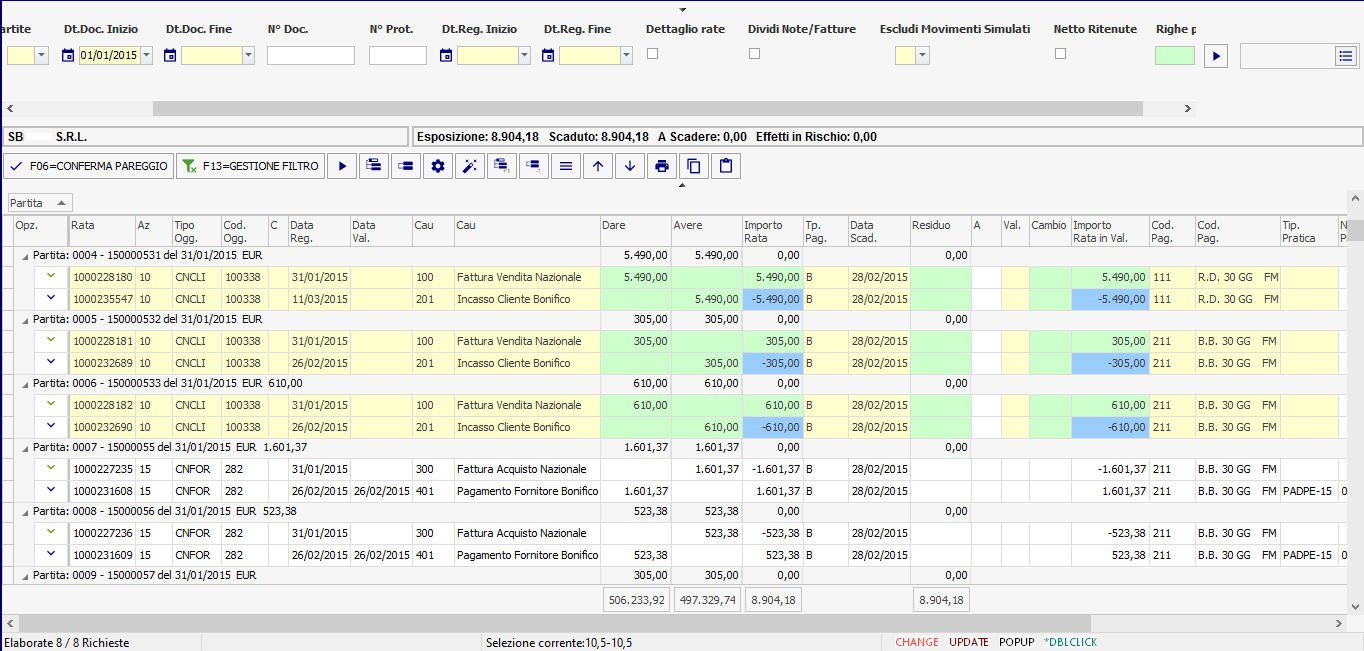 artite Dt.Doc. Inizio Dt.Doc. Fine N° Doc. N° Prot. Dt.Reg. Inizio Dt.Reg. Fine Dettaglio rate Dividi Note/Fatture Escludi Movimenti Simulati Netto Ritenute Righe p
01/01/2015
SB S.R.L. Esposizione: 8.904,18 Scaduto: 8.904,18 A Scadere: 0,00 Effetti in Rischio: 0,00
F06=CONFERMA PAREGGIO F13=GESTIONE FILTRO
Partita
Opz. Rata Az Tipo Ogg. Cod. Ogg. C Data Reg. Data Val. Cau Cau Dare Avere Importo Rata Tp. Pag. Data Scad. Residuo A Val. Cambio Importo Rata in Val. Cod. Pag. Cod. Pag. Tip. Pratica N P
Partita: 0004 - 150000531 del 31/01/2015 EUR 5.490,00 5.490,00 0,00 0,00
1000228180 10 CNCLI 100338 31/01/2015 100 Fattura Vendita Nazionale 5.490,00 5.490,00 B 28/02/2015 5.490,00 111 R.D. 30 GG FM
1000235547 10 CNCLI 100338 11/03/2015 201 Incasso Cliente Bonifico 5.490,00 -5.490,00 B 28/02/2015 -5.490,00 111 R.D. 30 GG FM
Partita: 0005 - 150000532 del 31/01/2015 EUR 305,00 305,00 0,00 0,00
1000228181 10 CNCLI 100338 31/01/2015 100 Fattura Vendita Nazionale 305,00 305,00 B 28/02/2015 305,00 211 B.B. 30 GG FM
1000232689 10 CNCLI 100338 26/02/2015 201 Incasso Cliente Bonifico 305,00 -305,00 B 28/02/2015 -305,00 211 B.B. 30 GG FM
Partita: 0006 - 150000533 del 31/01/2015 EUR 610,00 610,00 610,00 0,00 0,00
1000228182 10 CNCLI 100338 31/01/2015 100 Fattura Vendita Nazionale 610,00 610,00 B 28/02/2015 610,00 211 B.B. 30 GG FM
1000232690 10 CNCLI 100338 26/02/2015 201 Incasso Cliente Bonifico 610,00 -610,00 B 28/02/2015 -610,00 211 B.B. 30 GG FM
Partita: 0007 - 15000055 del 31/01/2015 EUR 1.601,37 1.601,37 1.601,37 0,00 0,00
1000227235 15 CNFOR 282 31/01/2015 300 Fattura Acquisto Nazionale 1.601,37 -1.601,37 B 28/02/2015 -1.601,37 211 B.B. 30 GG FM
1000231608 15 CNFOR 282 26/02/2015 26/02/2015 401 Pagamento Fornitore Bonifico 1.601,37 1.601,37 B 28/02/2015 1.601,37 211 B.B. 30 GG FM PADPE-15 0
Partita: 0008 - 15000056 del 31/01/2015 EUR 523,38 523,38 523,38 0,00 0,00
1000227236 15 CNFOR 282 31/01/2015 300 Fattura Acquisto Nazionale 523,38 -523,38 B 28/02/2015 -523,38 211 B.B. 30 GG FM
1000231609 15 CNFOR 282 26/02/2015 26/02/2015 401 Pagamento Fornitore Bonifico 523,38 523,38 B 28/02/2015 523,38 211 B.B. 30 GG FM PADPE-15 0
Partita: 0009 - 15000057 del 31/01/2015 EUR 305,00 305,00 0,00 0,00
506.233,92 497.329,74 8.904,18 8.904,18
Elaborate 8 / 8 Richieste Selezione corrente:10,5-10,5 CHANGE UPDATE POPUP *DBLCLICK